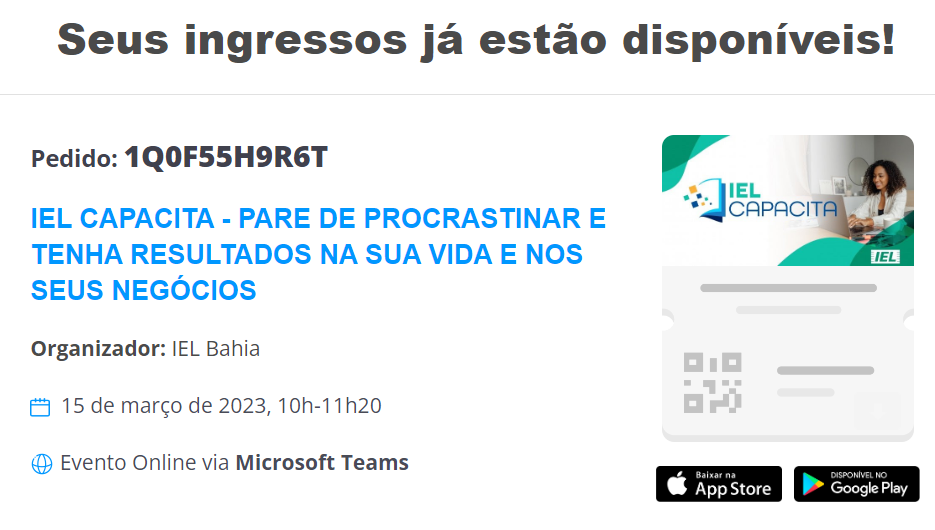 Seus ingressos já estão disponíveis!
Pedido: 1Q0F55H9R6T
IEL CAPACITA - PARE DE PROCRASTINAR E
TENHA RESULTADOS NA SUA VIDA E NOS
SEUS NEGÓCIOS
Organizador: IEL Bahia
15 de março de 2023, 10h-11h20
Evento Online via Microsoft Teams
IEL
CAPACITA
IEL
Baixar na
App Store
DISPONÍVEL NO
Google Play